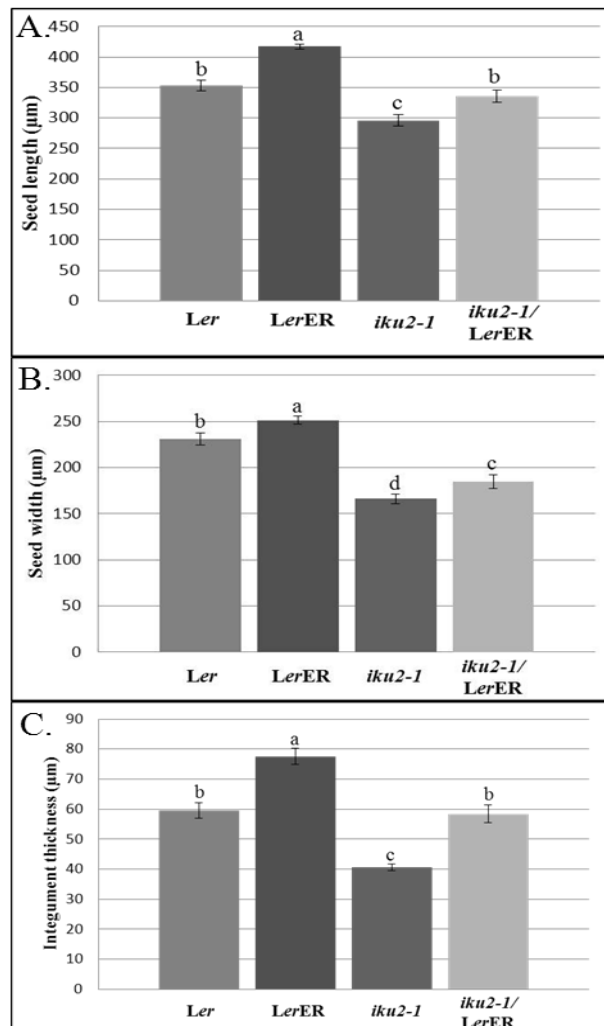 A.
Seed length (μm)
450
400
350
300
250
200
150
100
50
0
b
a
c
b
Ler
LerER
iku2-1
iku2-1/
LerER
B.
Seed width (μm)
300
250
200
150
100
50
0
b
a
d
c
Ler
LerER
iku2-1
iku2-1/
LerER
C.
Integument thickness (μm)
90
80
70
60
50
40
30
20
10
0
b
a
c
b
Ler
LerER
iku2-1
iku2-1/
LerER